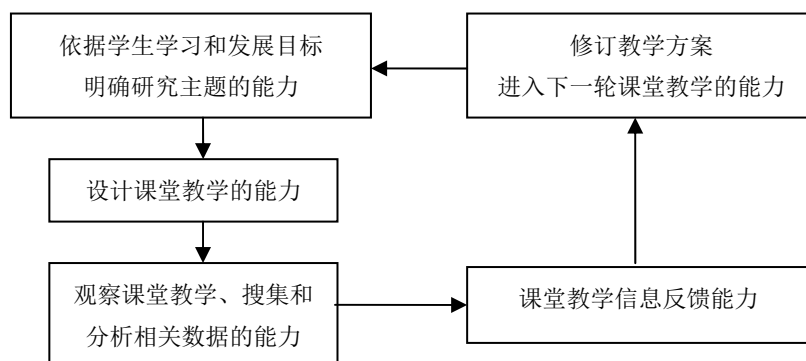 依据学生学习和发展目标
明确研究主题的能力
修订教学方案
进入下一轮课堂教学的能力
设计课堂教学的能力
观察课堂教学、搜集和
分析相关数据的能力
课堂教学信息反馈能力